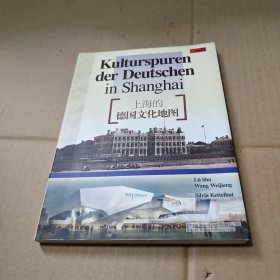 Kulturspuren
der Deutschen
in Shanghai
上海的
德国文化地图
Lü Shu
Wang Weijiang
Silvia Kettelhut